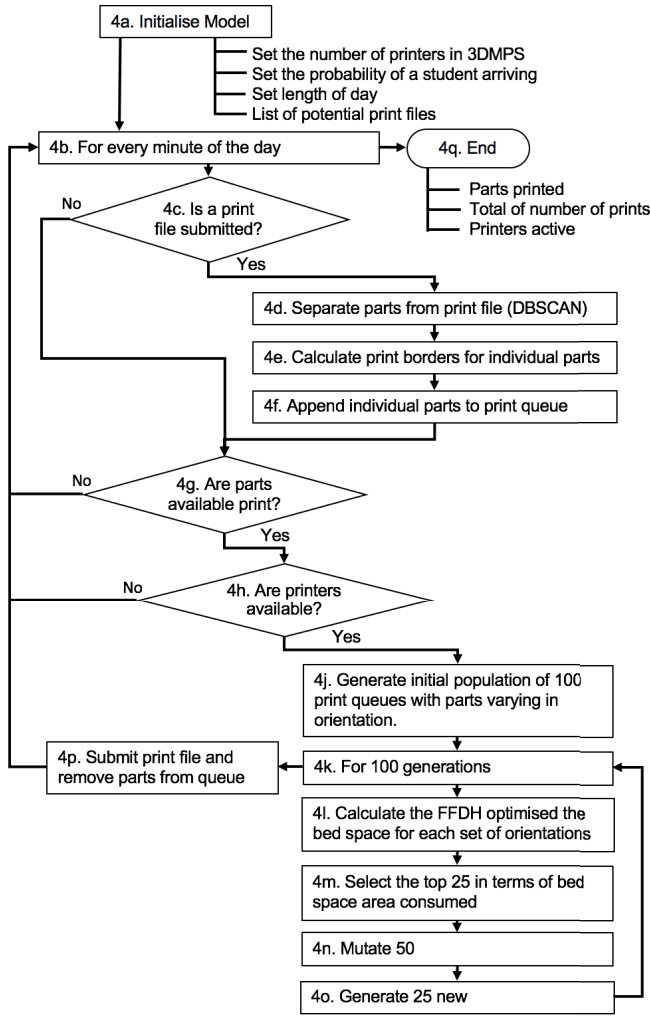 4a. Initialise Model
Set the number of printers in 3DMPS
Set the probability of a student arriving
Set length of day
List of potential print files
4b. For every minute of the day
4q. End
Parts printed
Total of number of prints
Printers active
No
4c. Is a print
file submitted?
Yes
4d. Separate parts from print file (DBSCAN)
4e. Calculate print borders for individual parts
4f. Append individual parts to print queue
No
4g. Are parts
available print?
Yes
No
4h. Are printers
available?
Yes
4j. Generate initial population of 100
print queues with parts varying in
orientation.
4p. Submit print file and
remove parts from queue
4k. For 100 generations
4l. Calculate the FFDH optimised the
bed space for each set of orientations
4m. Select the top 25 in terms of bed
space area consumed
4n. Mutate 50
4o. Generate 25 new